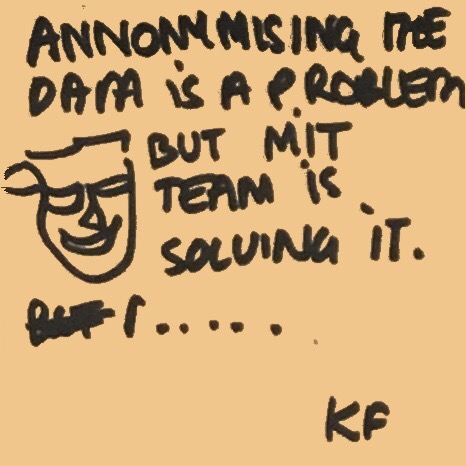 ANNONYMISING THE
DATA IS A PROBLEM
BUT MIT
TEAM IS
SOLVING IT.
KF